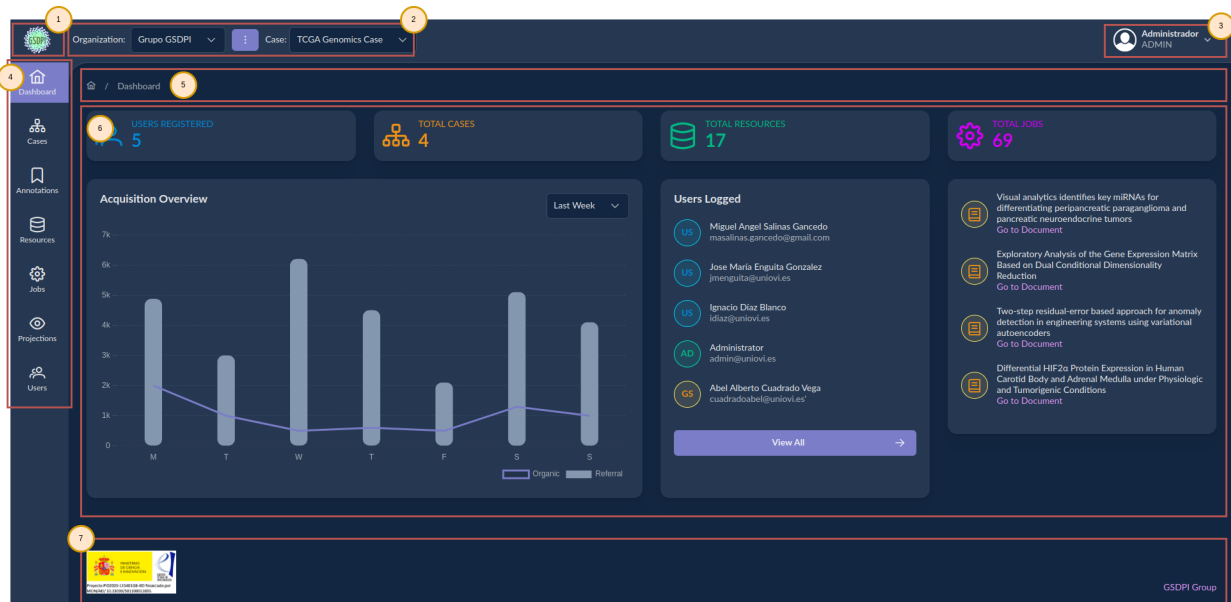 1
2
3
GSDPI
Organization: Grupo GSDPI
Case: TCGA Genomics Case
Administrador
ADMIN
4
Dashboard
Cases
Annotations
Resources
Jobs
Projections
Users
/ Dashboard
5
6
USERS REGISTERED
5
TOTAL CASES
4
TOTAL RESOURCES
17
TOTAL JOBS
69
Acquisition Overview
Last Week
7k
6k
5k
4k
3k
2k
1k
0
M T W T F S S
Organic Referral
Users Logged
US
Miguel Angel Salinas Gancedo
masalinas.gancedo@gmail.com
US
Jose María Enguita Gonzalez
jmenguita@uniovi.es
US
Ignacio Díaz Blanco
idiaz@uniovi.es
AD
Administrator
admin@uniovi.es
GS
Abel Alberto Cuadrado Vega
cuadradoabel@uniovi.es'
View All
Visual analytics identifies key miRNAs for
differentiating peripancreatic paraganglioma and
pancreatic neuroendocrine tumors
Go to Document
Exploratory Analysis of the Gene Expression Matrix
Based on Dual Conditional Dimensionality
Reduction
Go to Document
Two-step residual-error based approach for anomaly
detection in engineering systems using variational
autoencoders
Go to Document
Differential HIF2α Protein Expression in Human
Carotid Body and Adrenal Medulla under Physiologic
and Tumorigenic Conditions
Go to Document
7
MINISTERIO
DE CIENCIA
E INNOVACIÓN
GSDPI Group